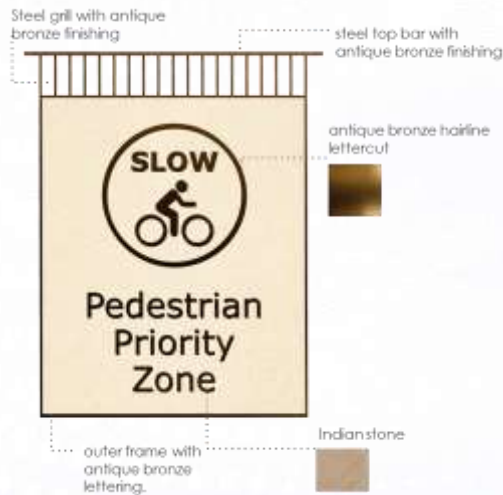 Steel grill with antique
bronze finishing
steel top bar with
antique bronze finishing
antique bronze hairline
lettercut
SLOW
Pedestrian
Priority
Zone
Indian stone
outer frame with
antique bronze
lettering.